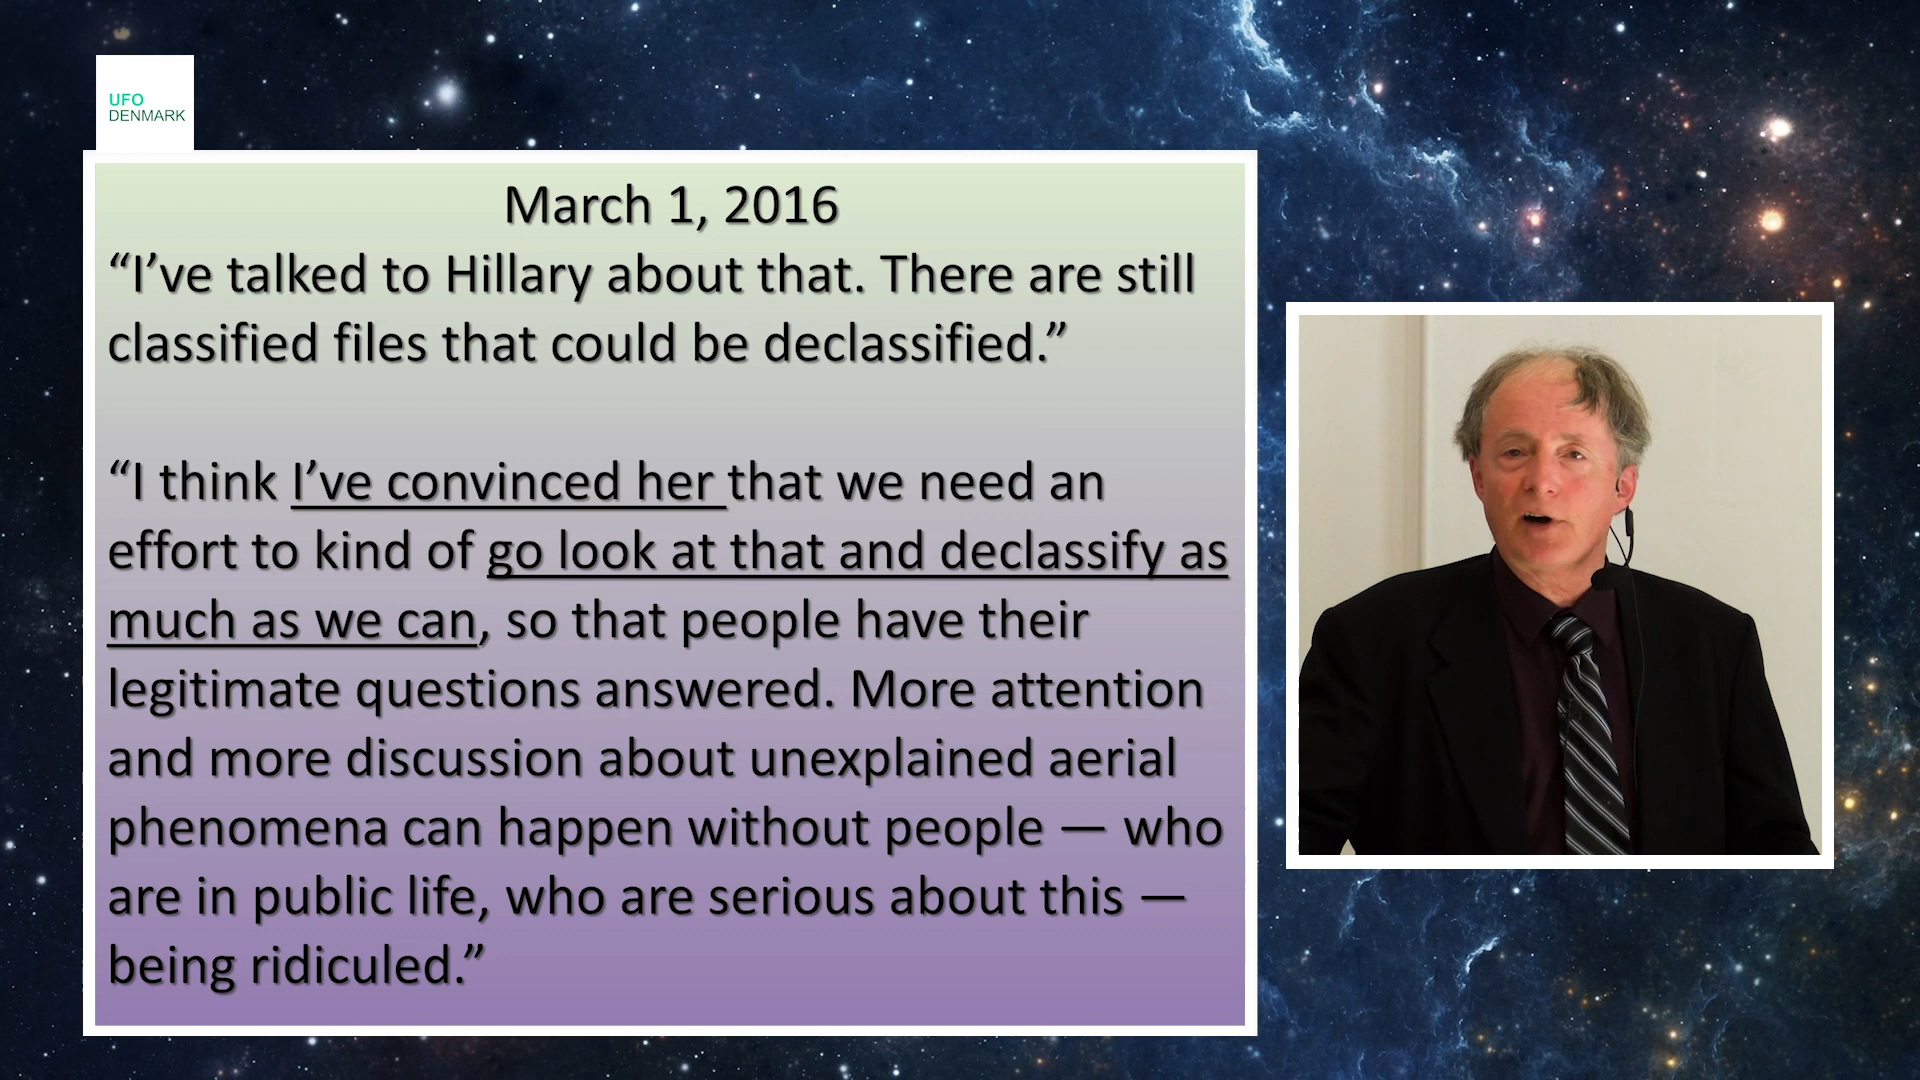 UFO
DENMARK
March 1, 2016
“I’ve talked to Hillary about that. There are still
classified files that could be declassified.”
“I think I’ve convinced her that we need an
effort to kind of go look at that and declassify as
much as we can, so that people have their
legitimate questions answered. More attention
and more discussion about unexplained aerial
phenomena can happen without people — who
are in public life, who are serious about this —
being ridiculed.”